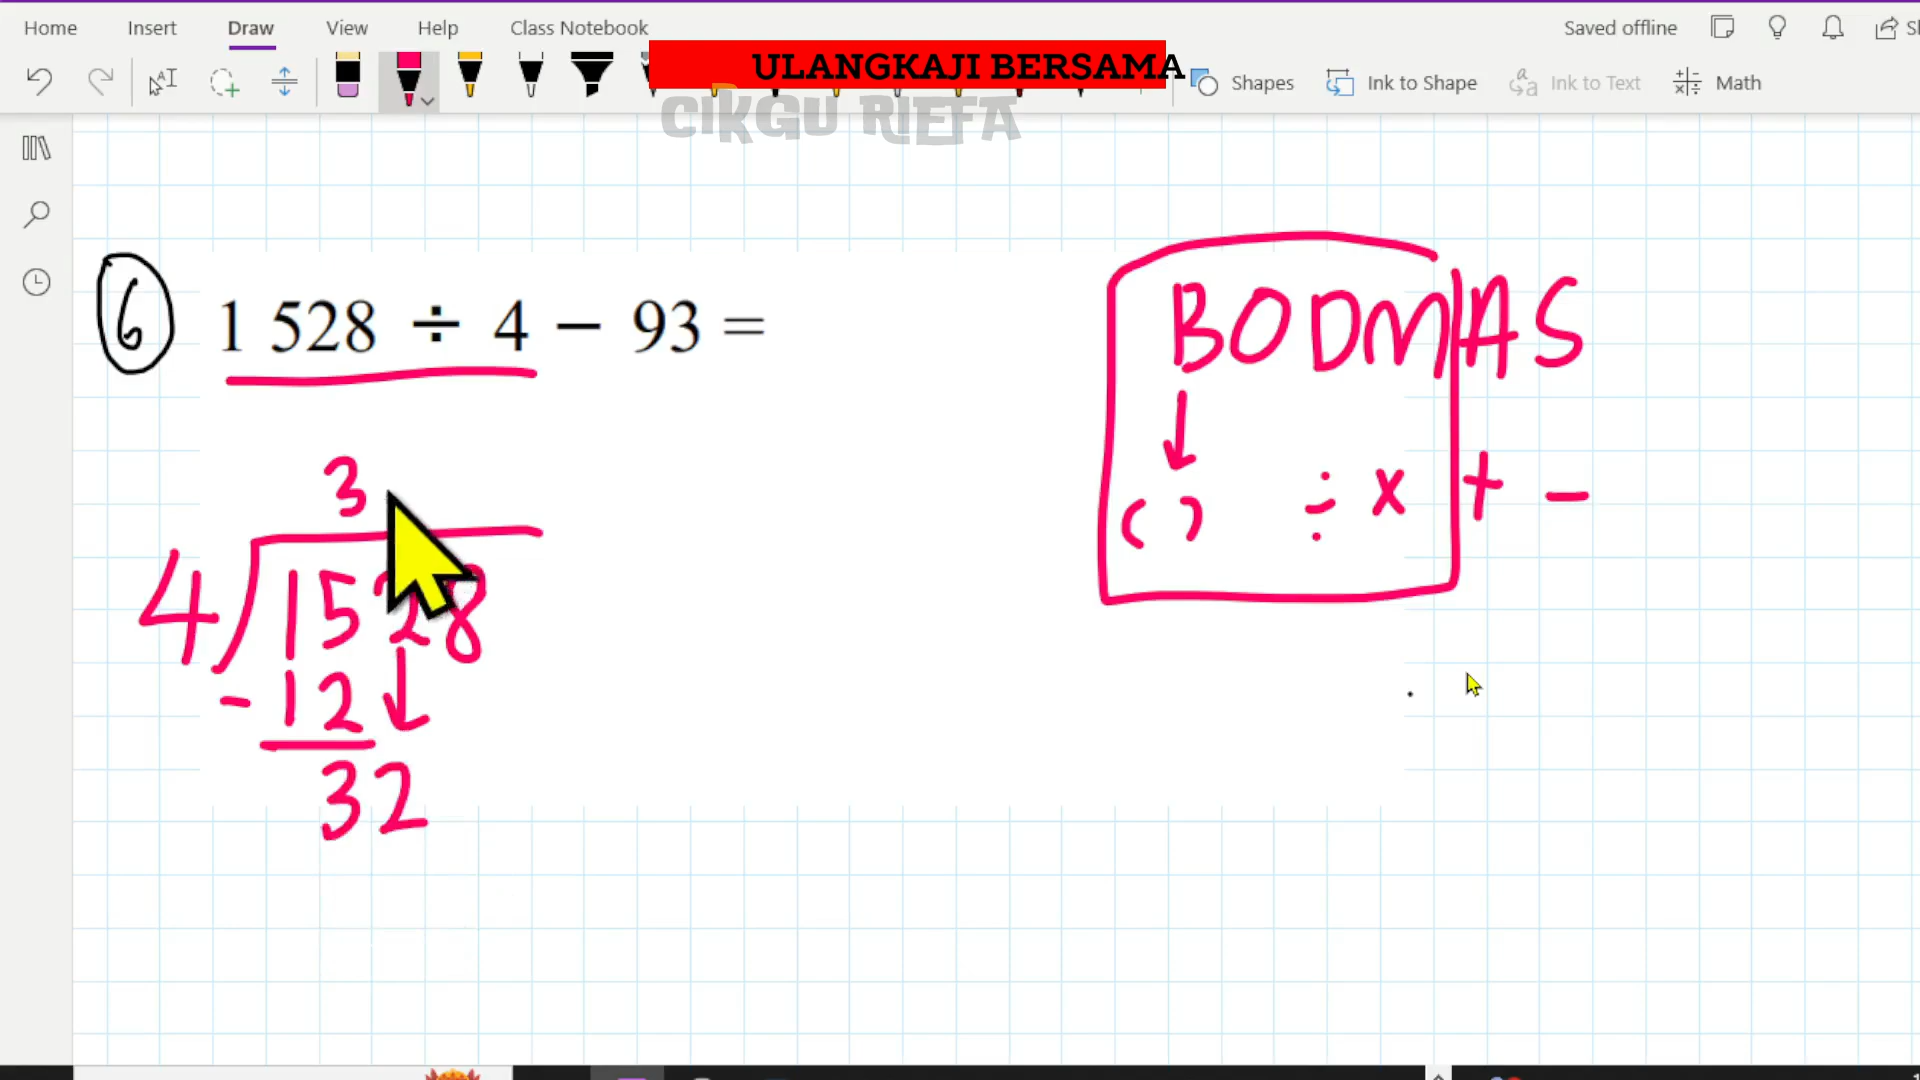 Home Insert Draw View Help Class Notebook Saved offline
ULANGKAJI BERSAMA
Shapes Ink to Shape Ink to Text Math
CIKGU RIEFA
6 1 528 ÷ 4 − 93 =
BODMAS
( ) ÷ × + −
3
4 1528
- 12
32